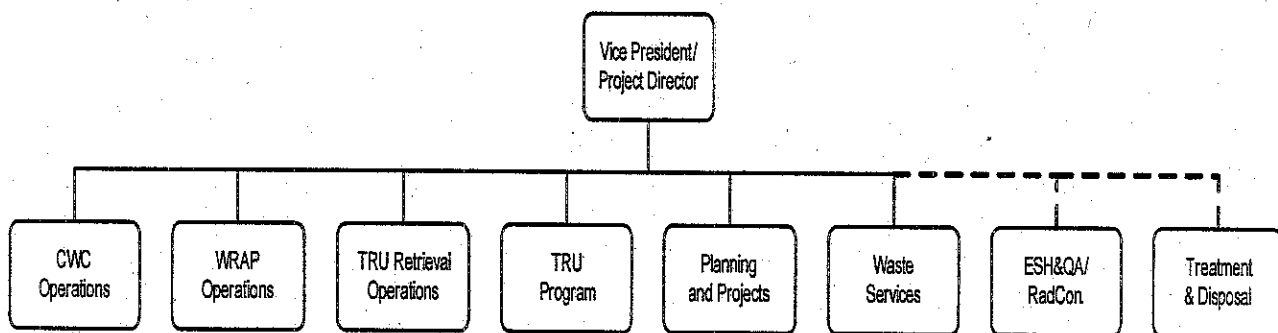 Vice President/
Project Director
CWC
Operations
WRAP
Operations
TRU Retrieval
Operations
TRU
Program
Planning
and Projects
Waste
Services
ESH&QA/
RadCon.
Treatment
& Disposal